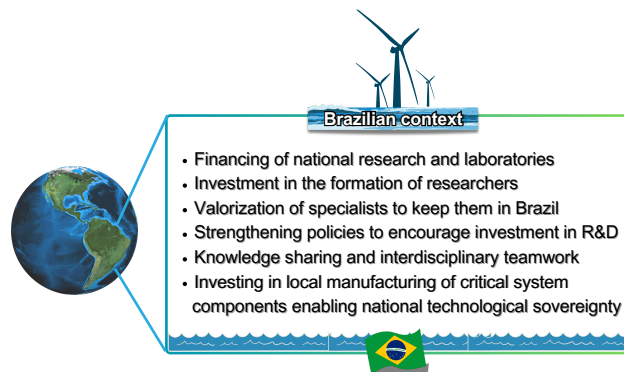 Brazilian context
• Financing of national research and laboratories
• Investment in the formation of researchers
• Valorization of specialists to keep them in Brazil
• Strengthening policies to encourage investment in R&D
• Knowledge sharing and interdisciplinary teamwork
• Investing in local manufacturing of critical system
components enabling national technological sovereignty